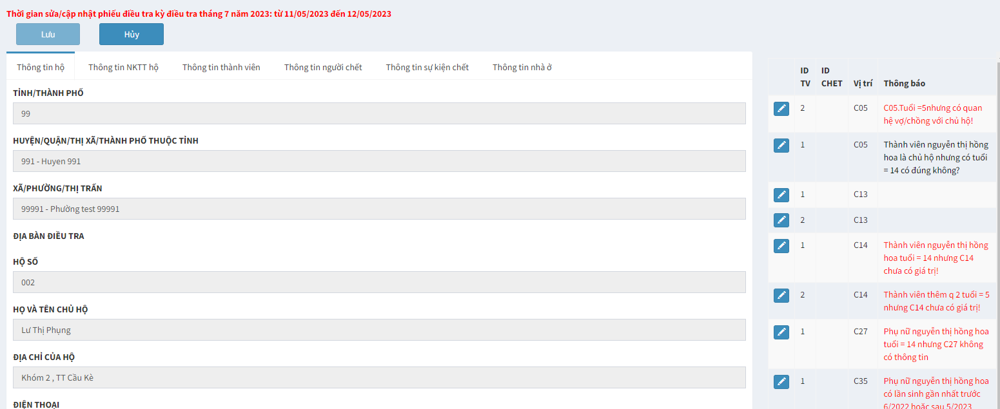 Thời gian sửa/cập nhật phiếu điều tra kỳ điều tra tháng 7 năm 2023: từ 11/05/2023 đến 12/05/2023
Lưu
Hủy
Thông tin hộ
Thông tin NKTT hộ
Thông tin thành viên
Thông tin người chết
Thông tin sự kiện chết
Thông tin nhà ở
TỈNH/THÀNH PHỐ
99
HUYỆN/QUẬN/THỊ XÃ/THÀNH PHỐ THUỘC TỈNH
991 - Huyen 991
XÃ/PHƯỜNG/THỊ TRẤN
99991 - Phường test 99991
ĐỊA BÀN ĐIỀU TRA
HỘ SỐ
002
HỌ VÀ TÊN CHỦ HỘ
Lư Thị Phụng
ĐỊA CHỈ CỦA HỘ
Khóm 2 , TT Cầu Kè
ĐIỆN THOẠI
ID TV
ID CHET
Vị trí
Thông báo
2
C05
C05.Tuổi =5nhưng có quan
hệ vợ/chồng với chủ hộ!
1
C05
Thành viên nguyễn thị hồng
hoa là chủ hộ nhưng có tuổi
= 14 có đúng không?
1
C13
2
C13
1
C14
Thành viên nguyễn thị hồng
hoa tuổi = 14 nhưng C14
chưa có giá trị!
2
C14
Thành viên thêm q 2 tuổi = 5
nhưng C14 chưa có giá trị!
1
C27
Phụ nữ nguyễn thị hồng hoa
tuổi = 14 nhưng C27 không
có thông tin
1
C35
Phụ nữ nguyễn thị hồng hoa
có lần sinh gần nhất trước
6/2022 hoặc sau 5/2023